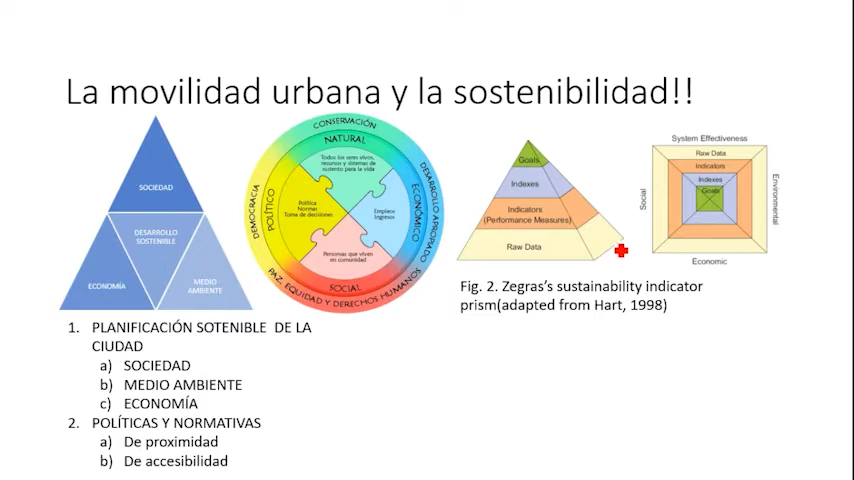 La movilidad urbana y la sostenibilidad!!
SOCIEDAD
DESARROLLO
SOSTENIBLE
ECONOMÍA
MEDIO
AMBIENTE
CONSERVACIÓN
NATURAL
Todos los seres vivos,
recursos y sistemas de
sustento para la vida
DEMOCRACIA
POLÍTICO
Política
Normas
Toma de decisiones
Empleos
Ingresos
ECONÓMICO
DESARROLLO APROPIADO
Personas que viven
en comunidad
SOCIAL
PAZ, EQUIDAD Y DERECHOS HUMANOS
Goals
Indexes
Indicators
(Performance Measures)
Raw Data
System Effectiveness
Raw Data
Indicators
Indexes
Goals
Social
Environmental
Economic
Fig. 2. Zegras’s sustainability indicator
prism(adapted from Hart, 1998)
1. PLANIFICACIÓN SOTENIBLE DE LA
CIUDAD
a) SOCIEDAD
b) MEDIO AMBIENTE
c) ECONOMÍA
2. POLÍTICAS Y NORMATIVAS
a) De proximidad
b) De accesibilidad